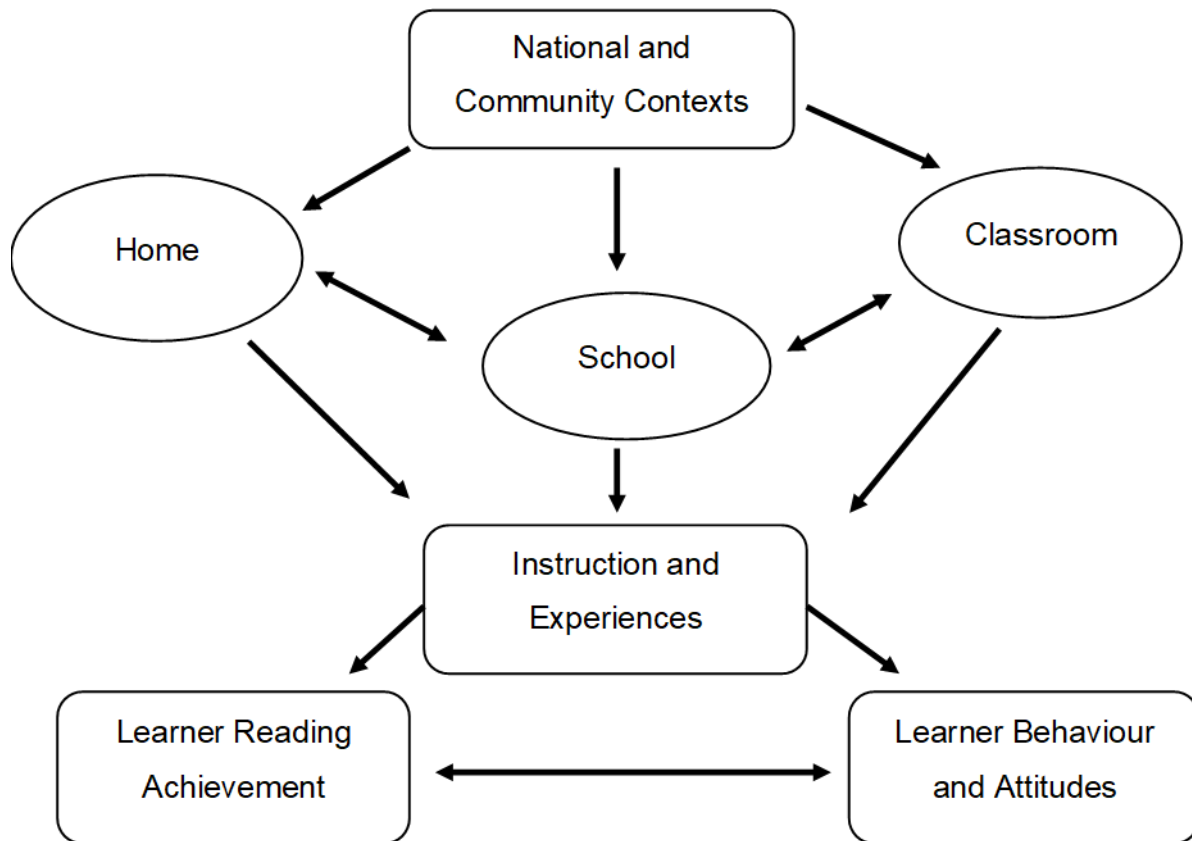 National and
Community Contexts
Home
Classroom
School
Instruction and
Experiences
Learner Reading
Achievement
Learner Behaviour
and Attitudes